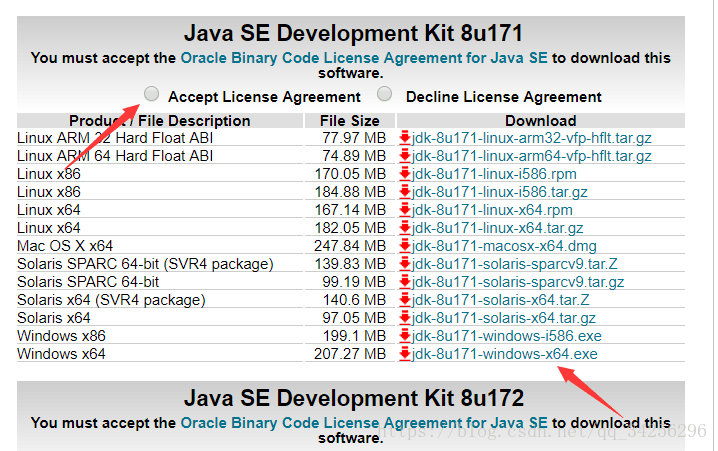 Java SE Development Kit 8u171
You must accept the Oracle Binary Code License Agreement for Java SE to download this
software.
Accept License Agreement Decline License Agreement
Product / File Description File Size Download
Linux ARM 32 Hard Float ABI 77.97 MB jdk-8u171-linux-arm32-vfp-hflt.tar.gz
Linux ARM 64 Hard Float ABI 74.89 MB jdk-8u171-linux-arm64-vfp-hflt.tar.gz
Linux x86 170.05 MB jdk-8u171-linux-i586.rpm
Linux x86 184.88 MB jdk-8u171-linux-i586.tar.gz
Linux x64 167.14 MB jdk-8u171-linux-x64.rpm
Linux x64 182.05 MB jdk-8u171-linux-x64.tar.gz
Mac OS X x64 247.84 MB jdk-8u171-macosx-x64.dmg
Solaris SPARC 64-bit (SVR4 package) 139.83 MB jdk-8u171-solaris-sparcv9.tar.Z
Solaris SPARC 64-bit 99.19 MB jdk-8u171-solaris-sparcv9.tar.gz
Solaris x64 (SVR4 package) 140.6 MB jdk-8u171-solaris-x64.tar.Z
Solaris x64 97.05 MB jdk-8u171-solaris-x64.tar.gz
Windows x86 199.1 MB jdk-8u171-windows-i586.exe
Windows x64 207.27 MB jdk-8u171-windows-x64.exe
Java SE Development Kit 8u172
You must accept the Oracle Binary Code License Agreement for Java SE to download this
software.
https://blog.csdn.net/qq_34256296